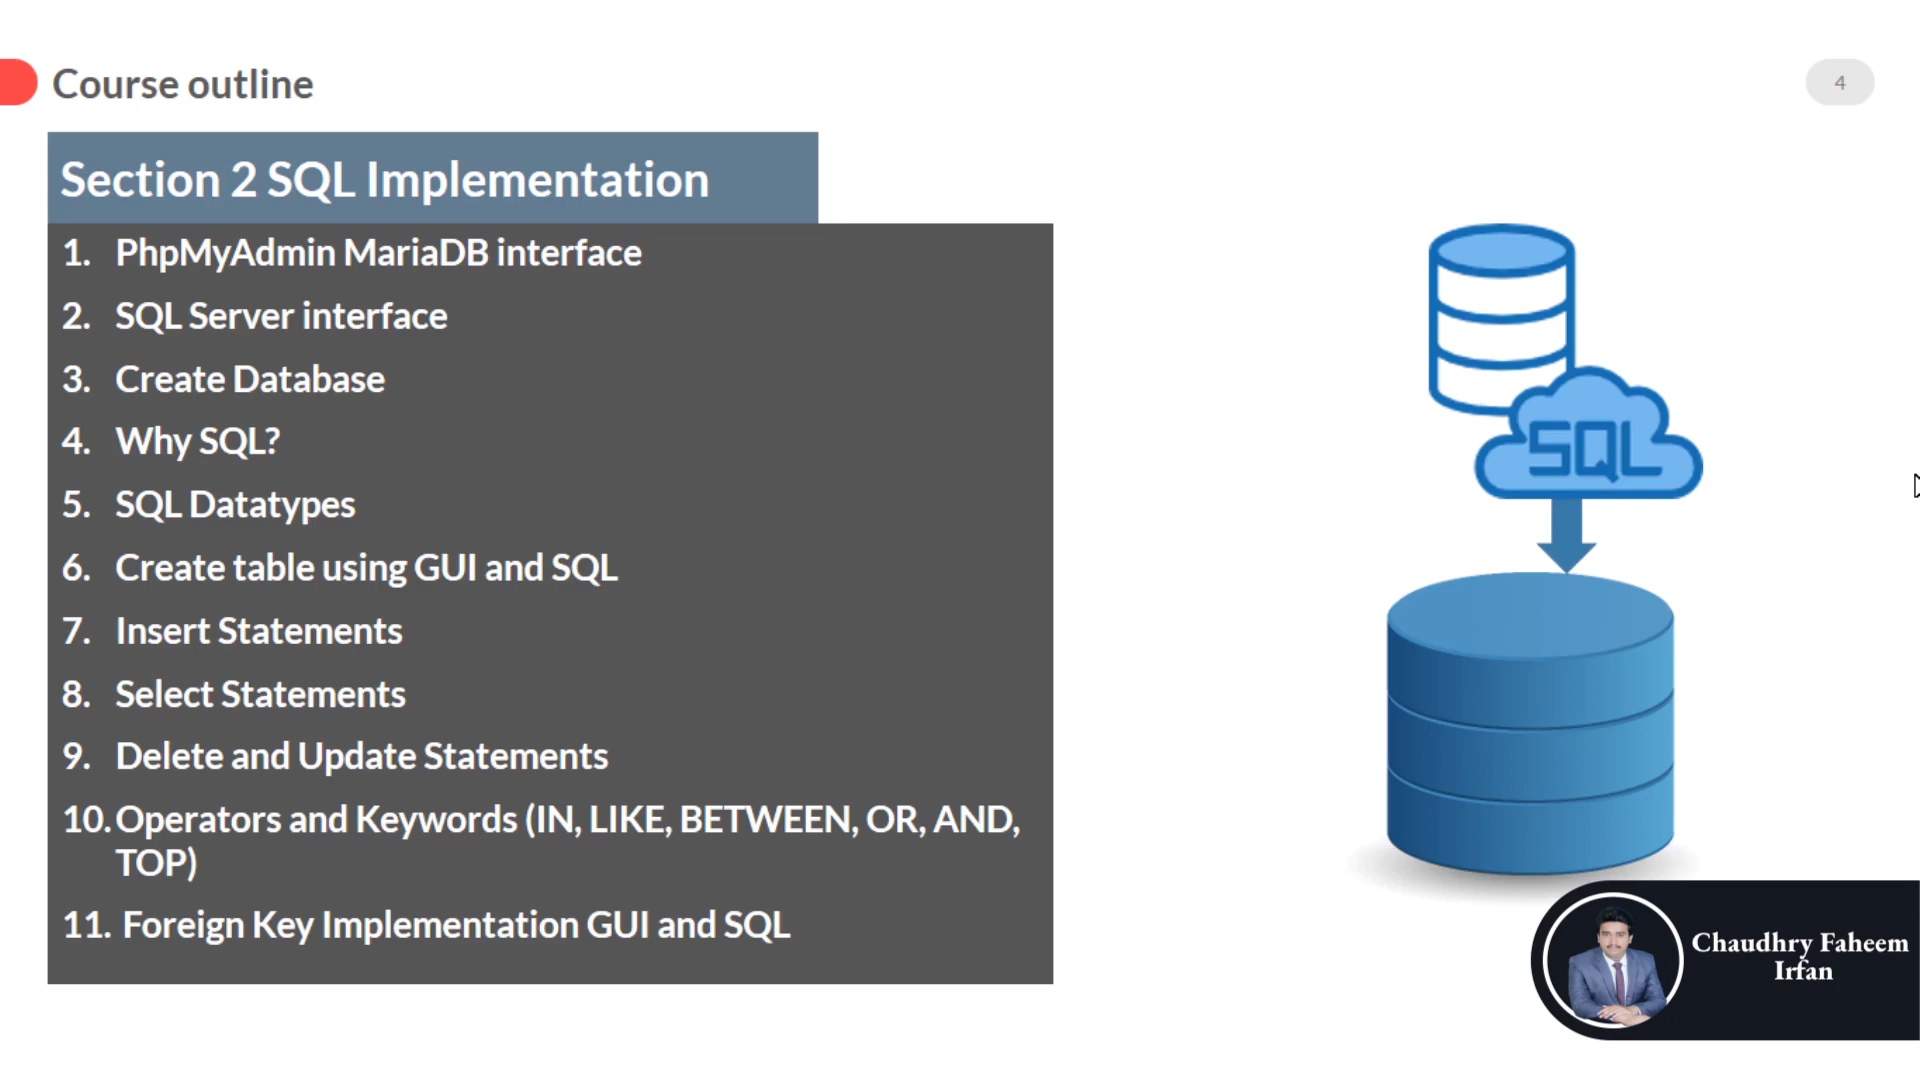 Course outline
4
Section 2 SQL Implementation
1. PhpMyAdmin MariaDB interface
2. SQL Server interface
3. Create Database
4. Why SQL?
5. SQL Datatypes
6. Create table using GUI and SQL
7. Insert Statements
8. Select Statements
9. Delete and Update Statements
10. Operators and Keywords (IN, LIKE, BETWEEN, OR, AND,
TOP)
11. Foreign Key Implementation GUI and SQL
SQL
Chaudhry Faheem
Irfan